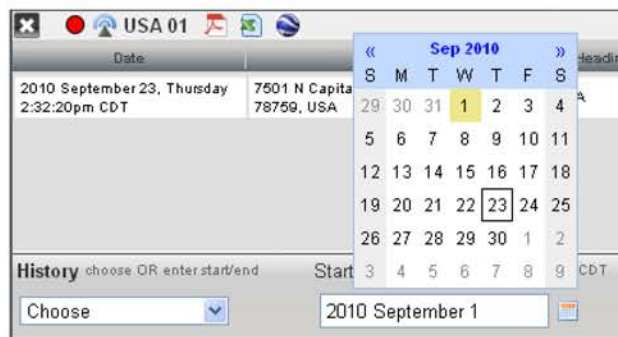 USA 01
Date
Headin
2010 September 23, Thursday
2:32:20pm CDT
7501 N Capita
78759, USA
A
« Sep 2010 »
S M T W T F S
29 30 31 1 2 3 4
5 6 7 8 9 10 11
12 13 14 15 16 17 18
19 20 21 22 23 24 25
26 27 28 29 30 1 2
3 4 5 6 7 8 9
History choose OR enter start/end
Start
CDT
Choose
2010 September 1